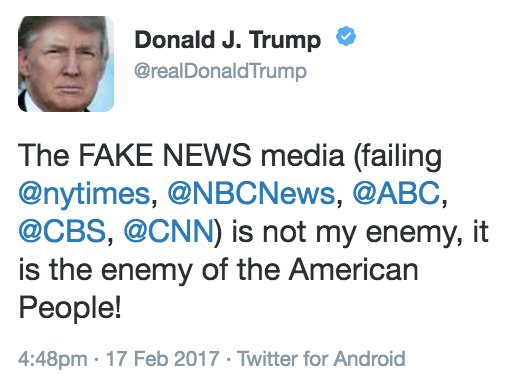 Donald J. Trump
@realDonaldTrump
The FAKE NEWS media (failing
@nytimes, @NBCNews, @ABC,
@CBS, @CNN) is not my enemy, it
is the enemy of the American
People!
4:48pm · 17 Feb 2017 · Twitter for Android